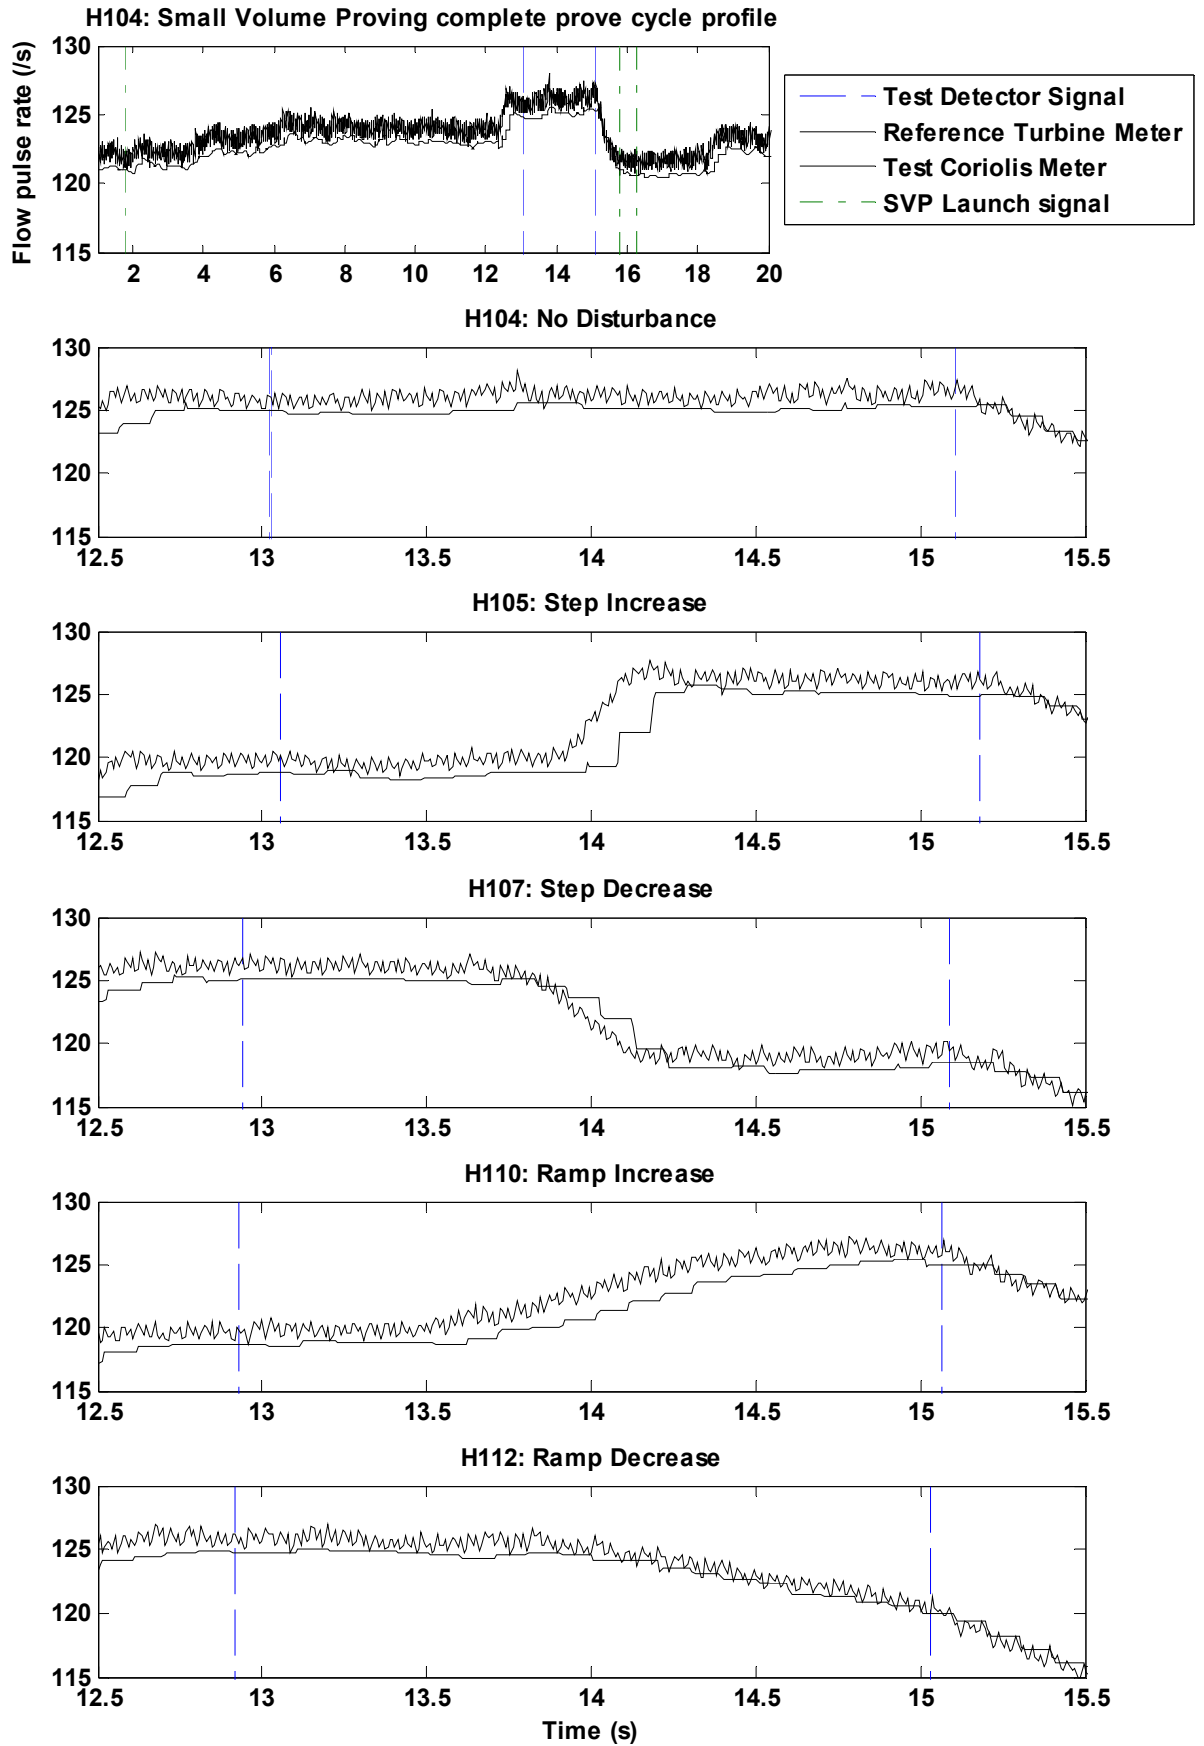 H104: Small Volume Proving complete prove cycle profile
Flow pulse rate (/s)
130
125
120
115
2 4 6 8 10 12 14 16 18 20
Test Detector Signal
Reference Turbine Meter
Test Coriolis Meter
SVP Launch signal
H104: No Disturbance
130
125
120
115
12.5 13 13.5 14 14.5 15 15.5
H105: Step Increase
130
125
120
115
12.5 13 13.5 14 14.5 15 15.5
H107: Step Decrease
130
125
120
115
12.5 13 13.5 14 14.5 15 15.5
H110: Ramp Increase
130
125
120
115
12.5 13 13.5 14 14.5 15 15.5
H112: Ramp Decrease
130
125
120
115
12.5 13 13.5 14 14.5 15 15.5
Time (s)